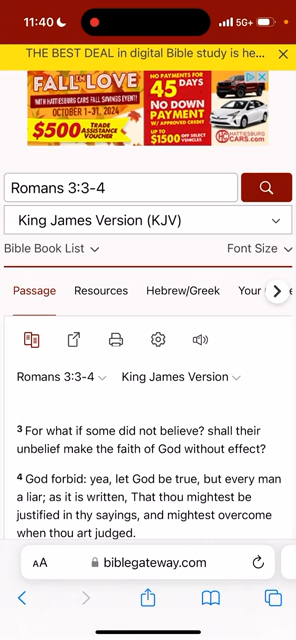 11:40
5G+
THE BEST DEAL in digital Bible study is he...
FALL IN LOVE
WITH HATTIESBURG CARS FALL SAVINGS EVENT!
OCTOBER 1-31, 2024
$500 TRADE ASSISTANCE VOUCHER
NO PAYMENTS FOR
45 DAYS
NO DOWN
PAYMENT
W/ APPROVED CREDIT
UP TO $1500 OFF SELECT VEHICLES
HATTIESBURG
CARS.com
Romans 3:3-4
King James Version (KJV)
Bible Book List
Font Size
Passage Resources Hebrew/Greek Your
Romans 3:3-4 King James Version
3 For what if some did not believe? shall their
unbelief make the faith of God without effect?
4 God forbid: yea, let God be true, but every man
a liar; as it is written, That thou mightest be
justified in thy sayings, and mightest overcome
when thou art judged.
AA biblegateway.com